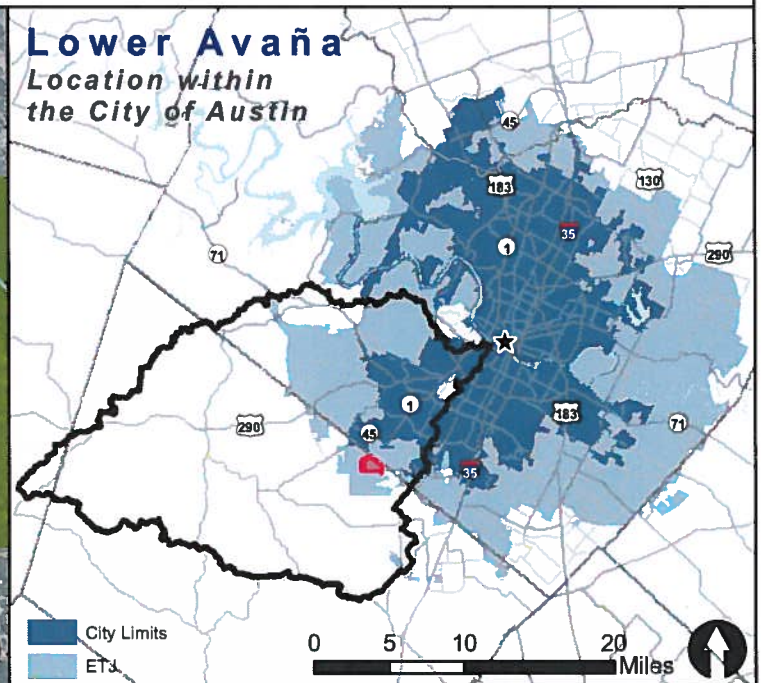 Lower Avaña
Location within
the City of Austin
45
183
130
35
1
290
71
1
290
45
183
71
35
City Limits
ETJ
0 5 10 20
Miles